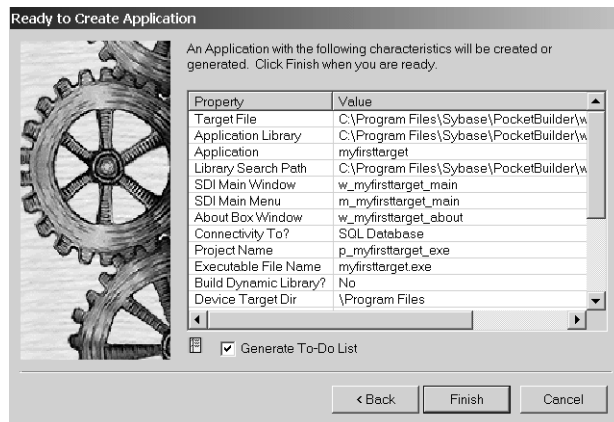 Ready to Create Application
An Application with the following characteristics will be created or
generated. Click Finish when you are ready.
Property Value
Target File C:\Program Files\Sybase\PocketBuilder\w
Application Library C:\Program Files\Sybase\PocketBuilder\w
Application myfirsttarget
Library Search Path C:\Program Files\Sybase\PocketBuilder\w
SDI Main Window w_myfirsttarget_main
SDI Main Menu m_myfirsttarget_main
About Box Window w_myfirsttarget_about
Connectivity To? SQL Database
Project Name p_myfirsttarget_exe
Executable File Name myfirsttarget.exe
Build Dynamic Library? No
Device Target Dir \Program Files
Generate To-Do List
< Back Finish Cancel